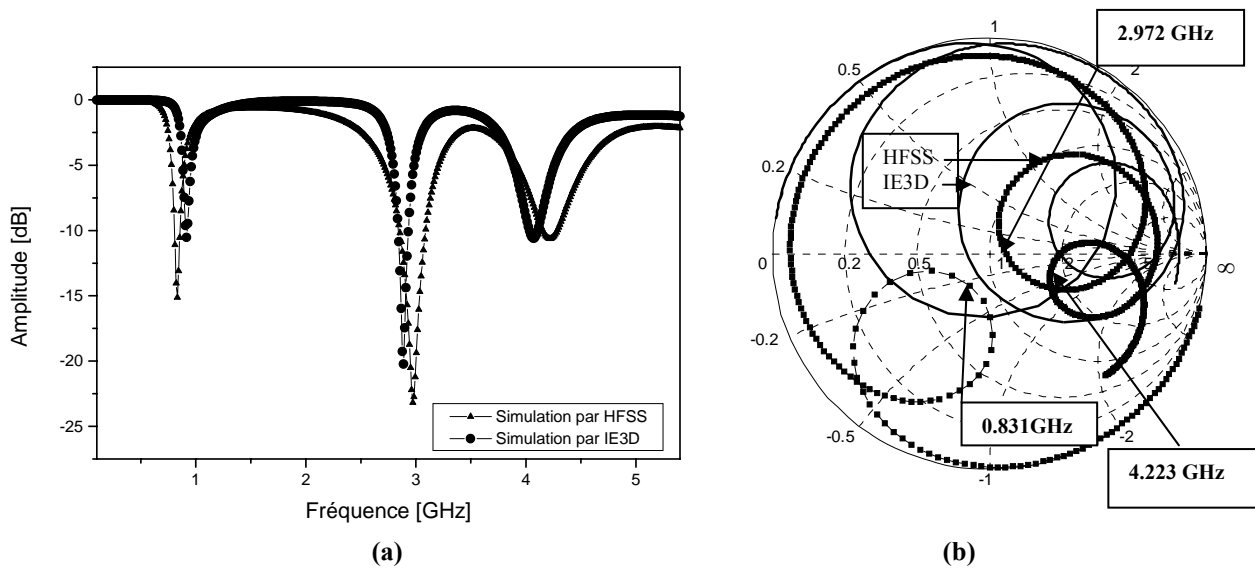 0
-5
-10
-15
-20
-25
Amplitude [dB]
1
2
3
4
5
Fréquence [GHz]
Simulation par HFSS
Simulation par IE3D
(a)
2.972 GHz
1
2
0.5
HFSS
IE3D
0.2
0
0.2
0.5
1
2
∞
-0.2
-0.5
-1
-2
0.831GHz
4.223 GHz
(b)